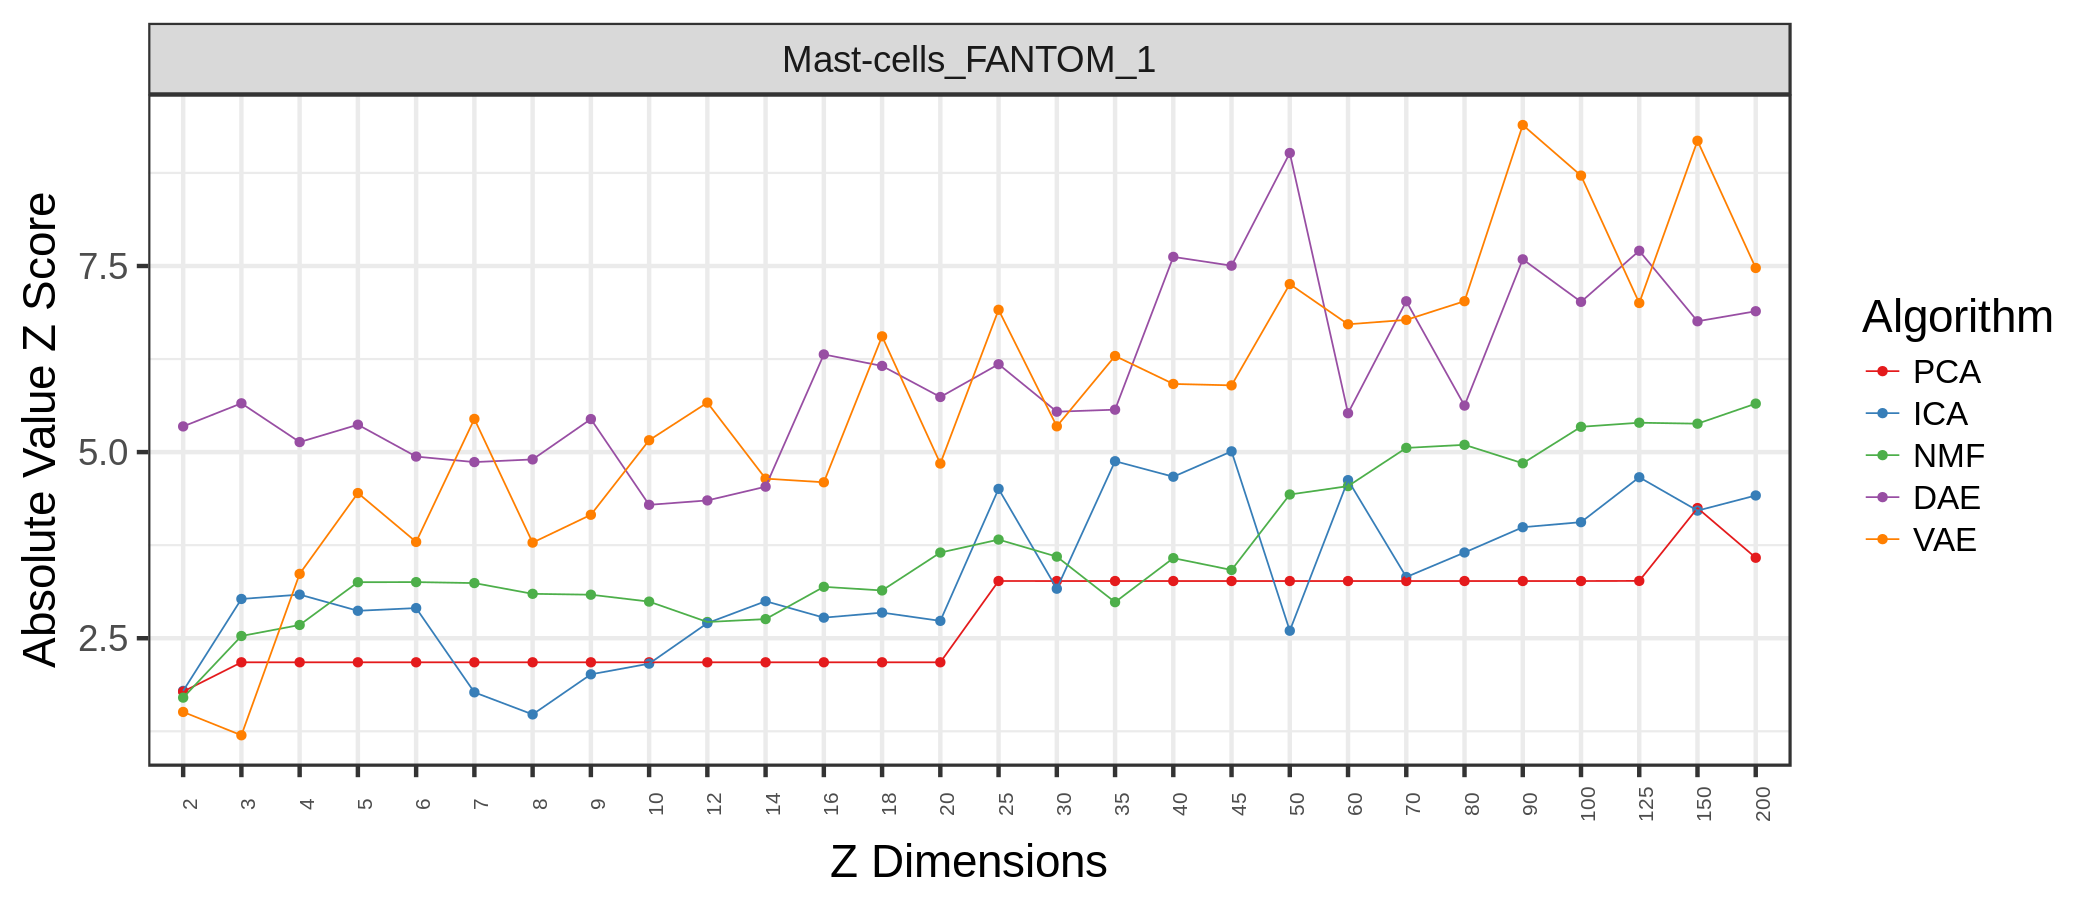 Mast-cells_FANTOM_1
Absolute Value Z Score
7.5
5.0
2.5
2 3 4 5 6 7 8 9 10 12 14 16 18 20 25 30 35 40 45 50 60 70 80 90 100 125 150 200
Z Dimensions
Algorithm
PCA
ICA
NMF
DAE
VAE